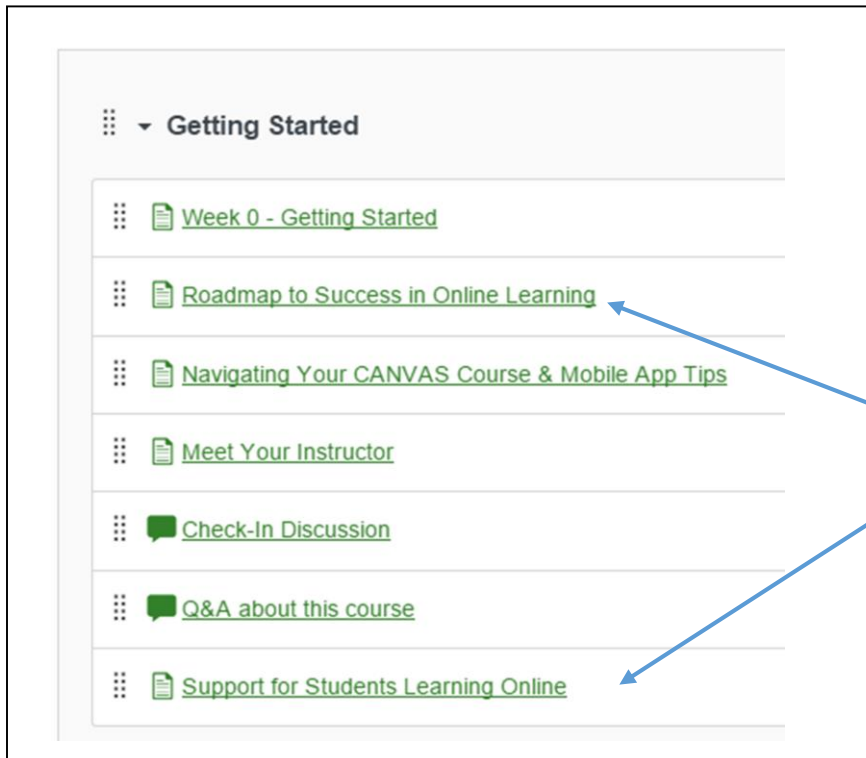 Getting Started
Week 0 - Getting Started
Roadmap to Success in Online Learning
Navigating Your CANVAS Course & Mobile App Tips
Meet Your Instructor
Check-In Discussion
Q&A about this course
Support for Students Learning Online